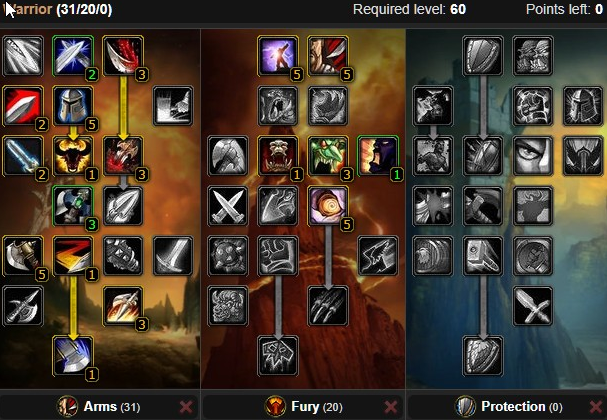 Warrior (31/20/0) Required level: 60 Points left: 0
2 3 5 5
2 5
2 1 3 1 3 1
3 5
5 1
3
1
Arms (31) Fury (20) Protection (0)